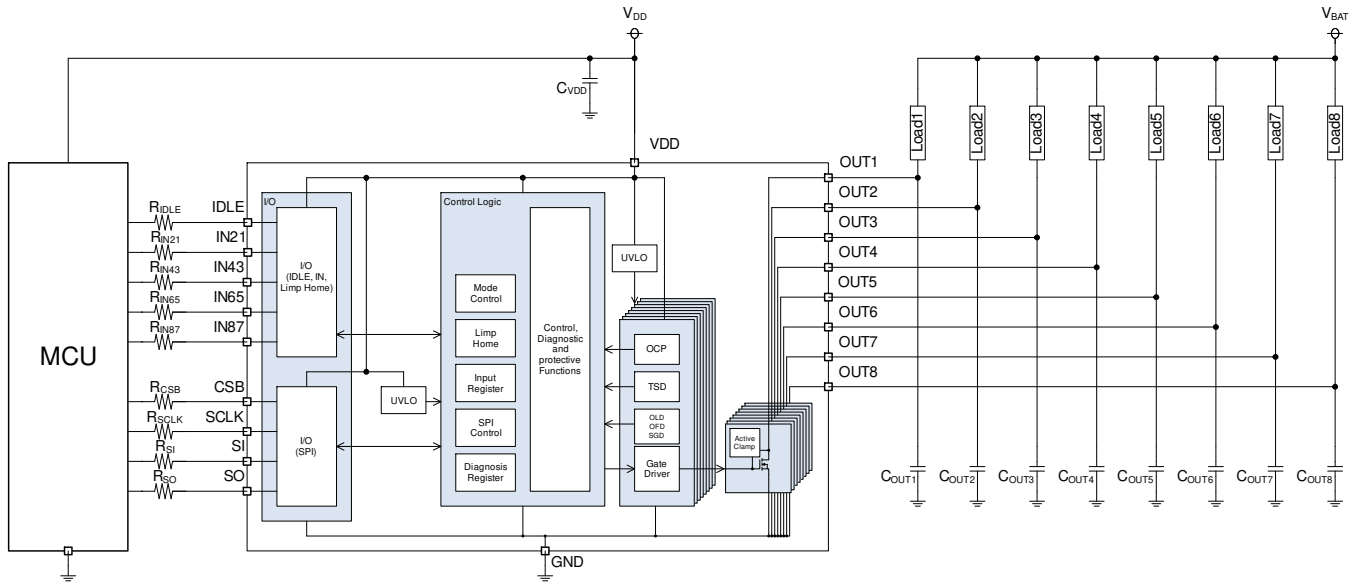 VDD
VBAT
CVDD
VDD
Load1
Load2
Load3
Load4
Load5
Load6
Load7
Load8
MCU
RIDLE
IDLE
RIN21
IN21
RIN43
IN43
RIN65
IN65
RIN87
IN87
RCSB
CSB
RSCLK
SCLK
RSI
SI
RSO
SO
I/O
I/O
(IDLE, IN,
Limp Home)
I/O
(SPI)
UVLO
Control Logic
Mode
Control
Limp
Home
Input
Register
SPI
Control
Diagnosis
Register
Control,
Diagnostic
and
protective
Functions
UVLO
OCP
TSD
OLD
OFD
SGD
Gate
Driver
Active
Clamp
OUT1
OUT2
OUT3
OUT4
OUT5
OUT6
OUT7
OUT8
COUT1
COUT2
COUT3
COUT4
COUT5
COUT6
COUT7
COUT8
GND